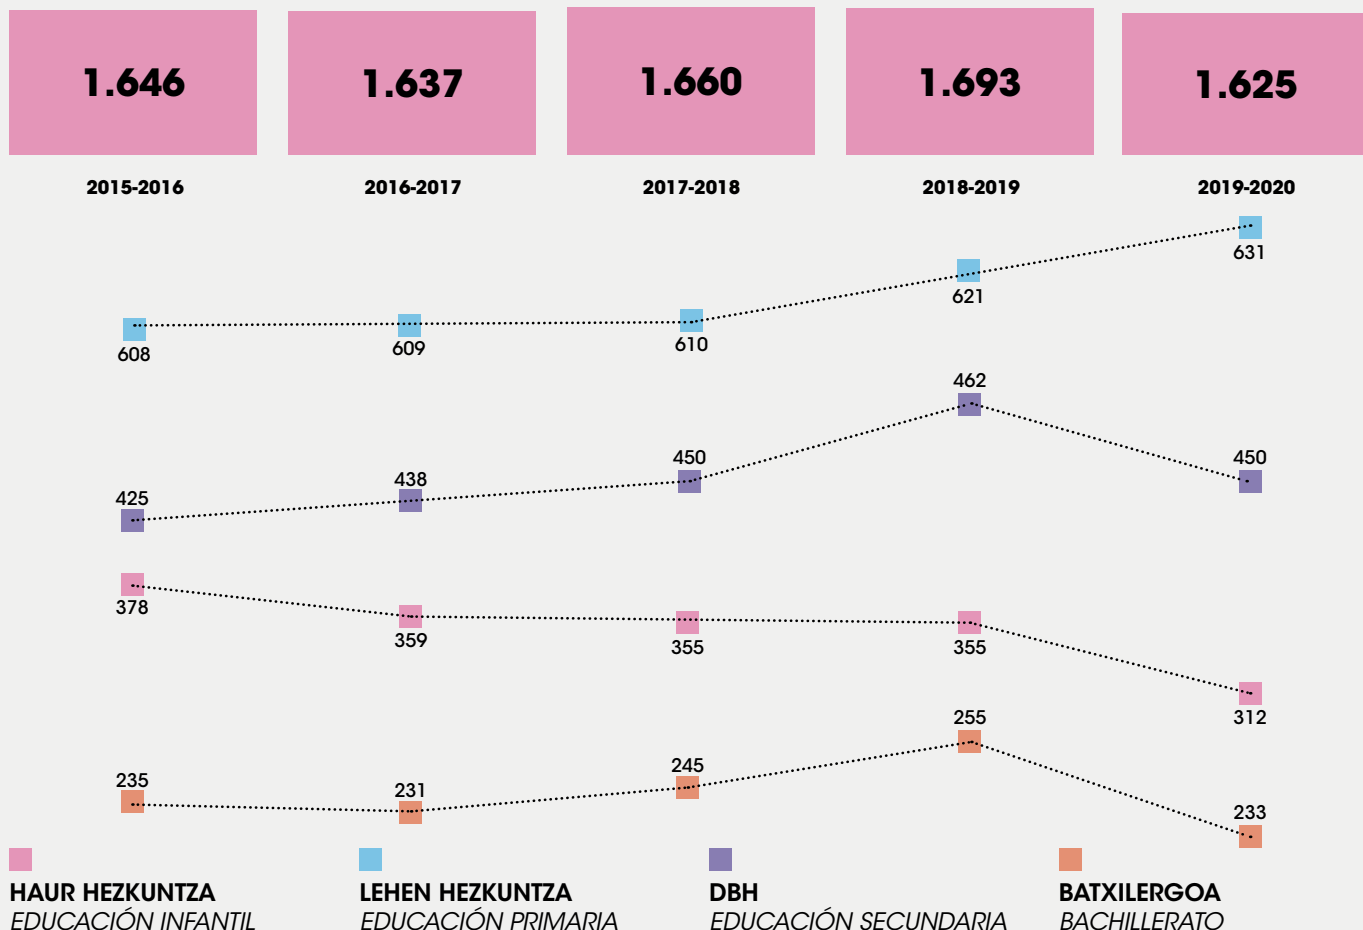 1.646 1.637 1.660 1.693 1.625
2015-2016 2016-2017 2017-2018 2018-2019 2019-2020
608 609 610 621 631
425 438 450 462 450
378 359 355 355 312
235 231 245 255 233
HAUR HEZKUNTZA
EDUCACIÓN INFANTIL
LEHEN HEZKUNTZA
EDUCACIÓN PRIMARIA
DBH
EDUCACIÓN SECUNDARIA
BATXILERGOA
BACHILLERATO